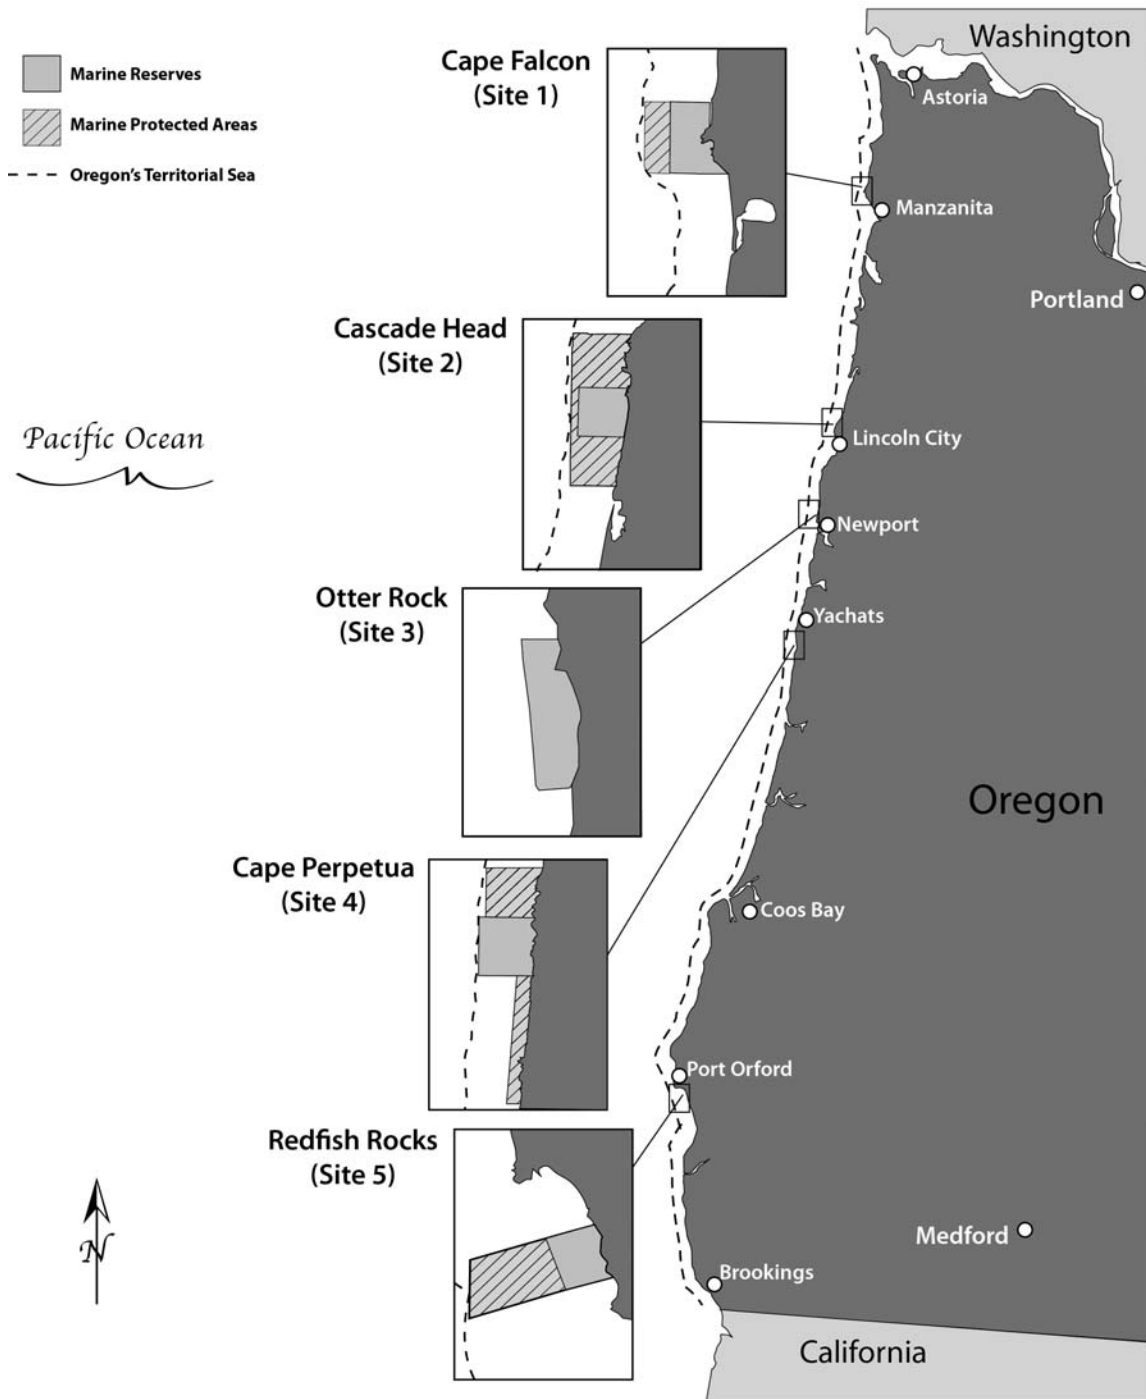 Marine Reserves
Marine Protected Areas
Oregon's Territorial Sea
Cape Falcon
(Site 1)
Cascade Head
(Site 2)
Pacific Ocean
Otter Rock
(Site 3)
Cape Perpetua
(Site 4)
Redfish Rocks
(Site 5)
N
Washington
Astoria
Manzanita
Portland
Lincoln City
Newport
Yachats
Oregon
Coos Bay
Port Orford
Medford
Brookings
California